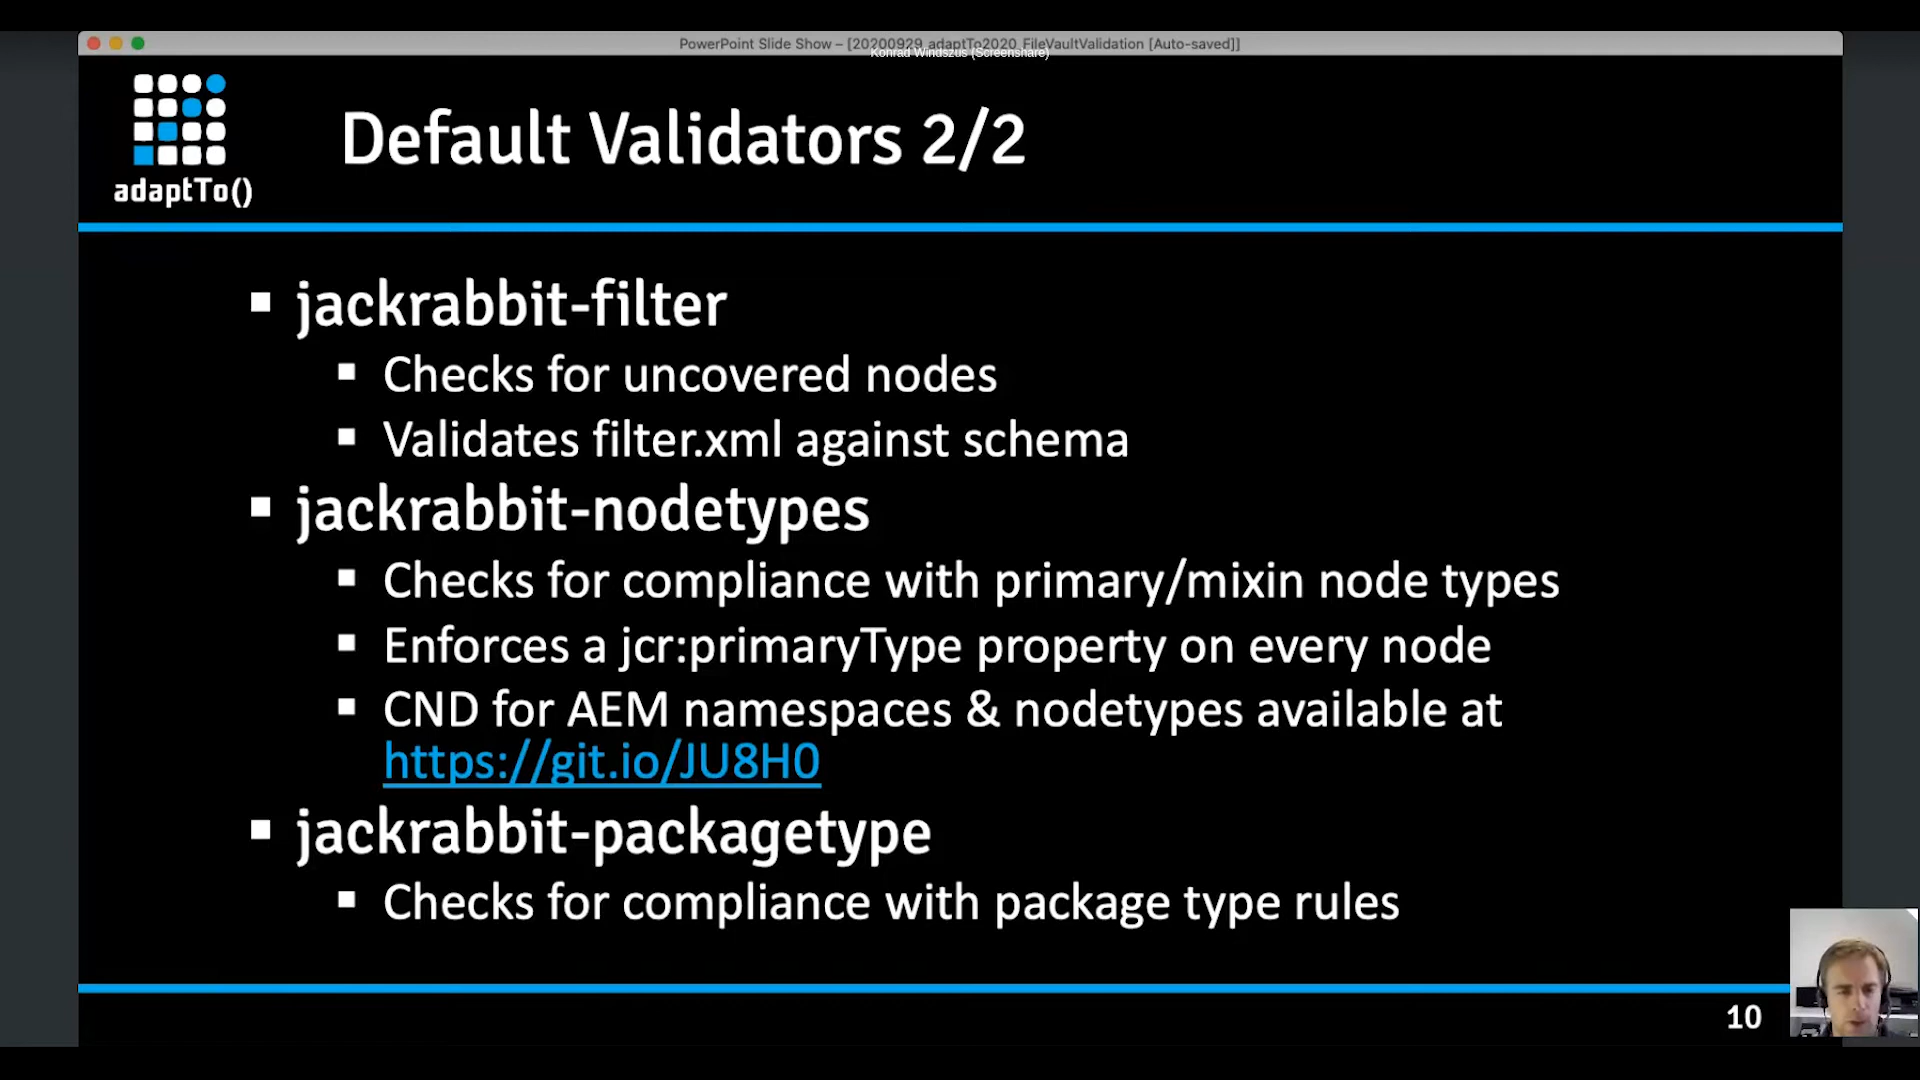 PowerPoint Slide Show – [20200929_adaptTo2020_FileVaultValidation [Auto-saved]]
Konrad Windszus (Screenshare)
adaptTo()
Default Validators 2/2
jackrabbit-filter
Checks for uncovered nodes
Validates filter.xml against schema
jackrabbit-nodetypes
Checks for compliance with primary/mixin node types
Enforces a jcr:primaryType property on every node
CND for AEM namespaces & nodetypes available at
https://git.io/JU8H0
jackrabbit-packagetype
Checks for compliance with package type rules
10